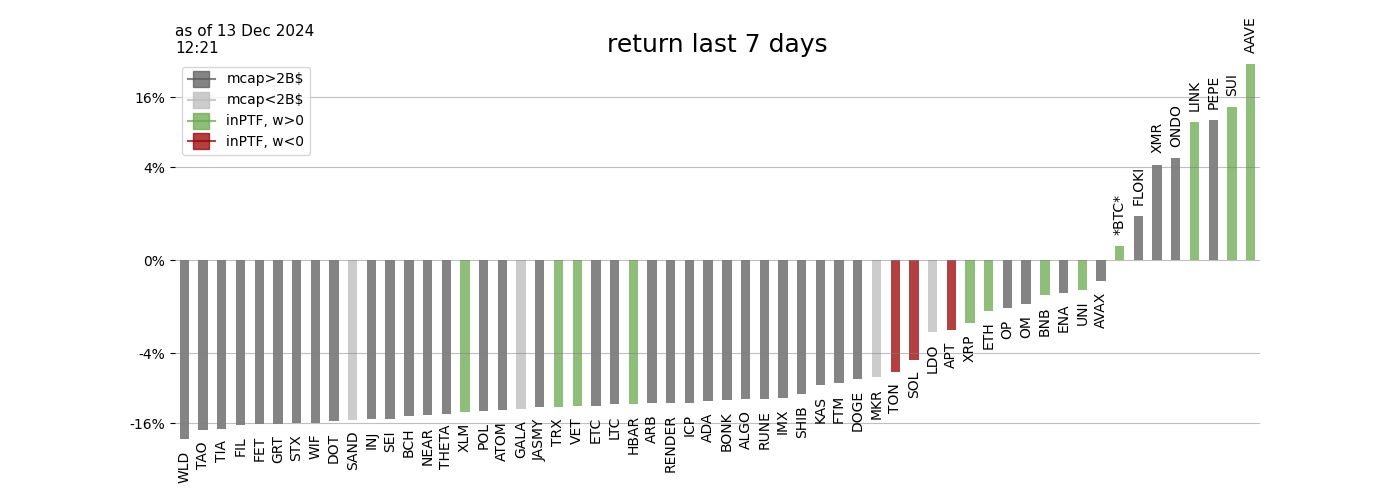 as of 13 Dec 2024
12:21
return last 7 days
mcap>2B$
mcap<2B$
inPTF, w>0
inPTF, w<0
16%
4%
0%
-4%
-16%
WLD
TAO
TIA
FIL
FET
GRT
STX
WIF
DOT
SAND
INJ
SEI
BCH
NEAR
THETA
XLM
POL
ATOM
GALA
JASMY
TRX
VET
ETC
LTC
HBAR
ARB
RENDER
ICP
ADA
BONK
ALGO
RUNE
IMX
SHIB
KAS
FTM
DOGE
MKR
TON
SOL
LDO
APT
XRP
ETH
OP
OM
BNB
ENA
UNI
AVAX
*BTC*
FLOKI
XMR
ONDO
LINK
PEPE
SUI
AAVE